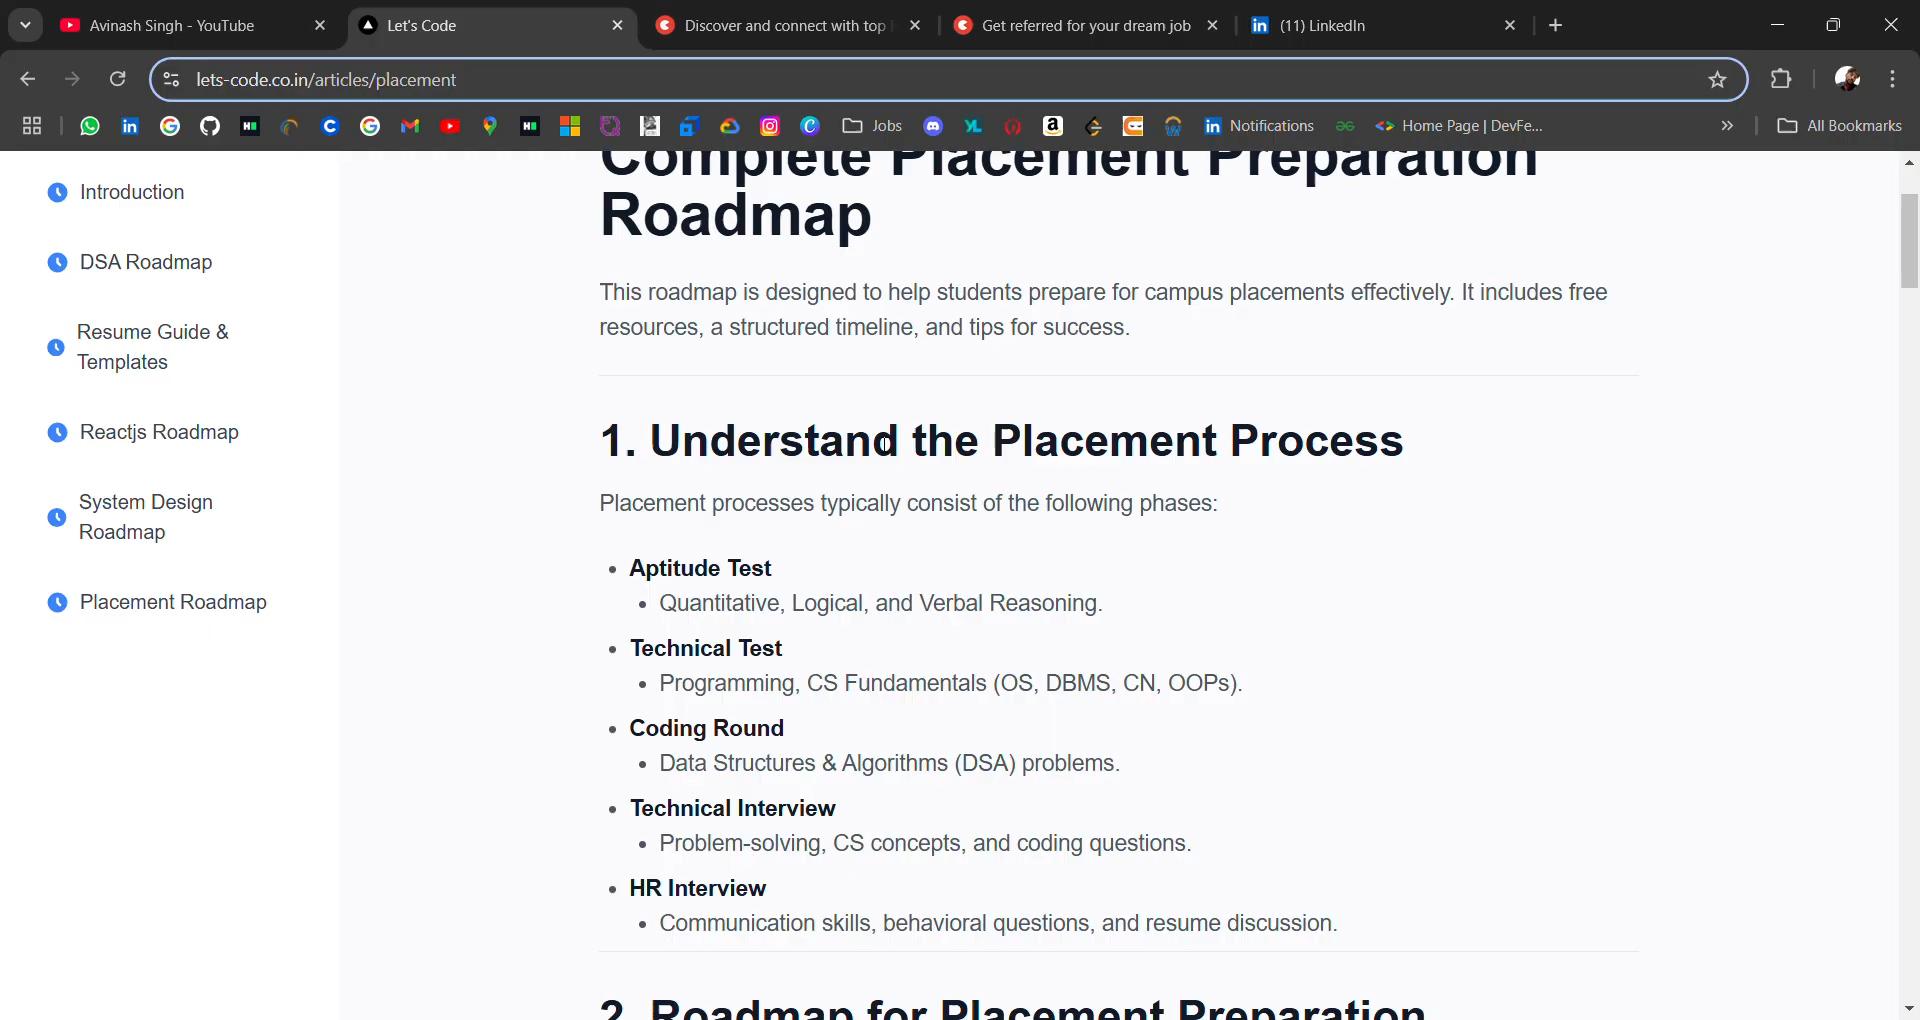 Avinash Singh - YouTube
Let's Code
Discover and connect with top
Get referred for your dream job
(11) LinkedIn
lets-code.co.in/articles/placement
Jobs
Notifications
Home Page | DevFe...
All Bookmarks
Introduction
DSA Roadmap
Resume Guide &
Templates
Reactjs Roadmap
System Design
Roadmap
Placement Roadmap
Complete Placement Preparation
Roadmap
This roadmap is designed to help students prepare for campus placements effectively. It includes free
resources, a structured timeline, and tips for success.
1. Understand the Placement Process
Placement processes typically consist of the following phases:
• Aptitude Test
• Quantitative, Logical, and Verbal Reasoning.
• Technical Test
• Programming, CS Fundamentals (OS, DBMS, CN, OOPs).
• Coding Round
• Data Structures & Algorithms (DSA) problems.
• Technical Interview
• Problem-solving, CS concepts, and coding questions.
• HR Interview
• Communication skills, behavioral questions, and resume discussion.
2. Roadmap for Placement Preparation